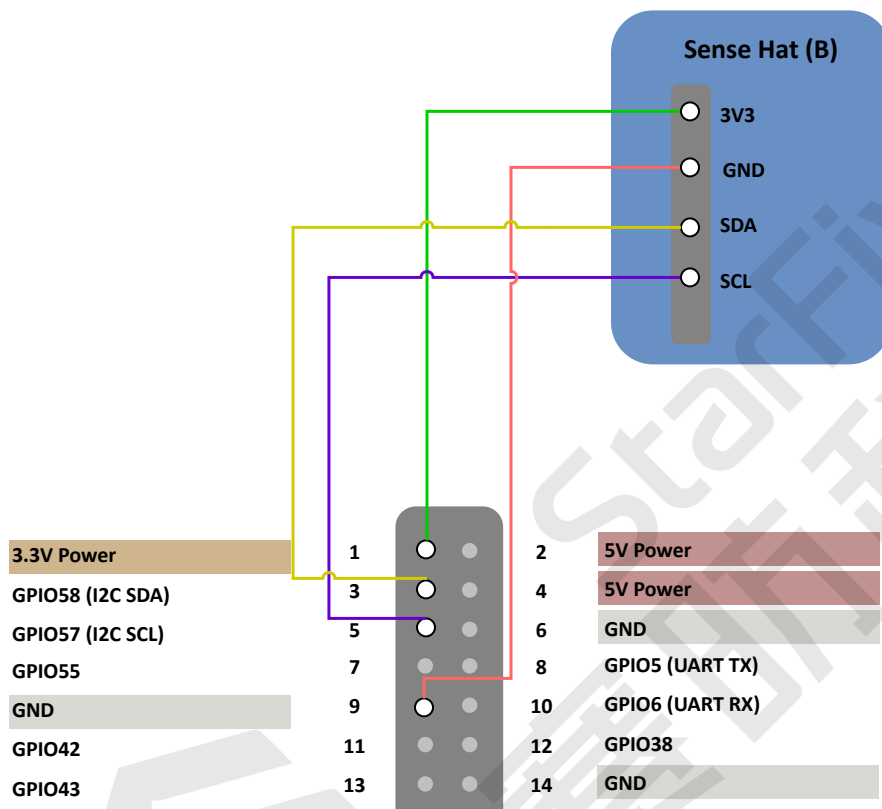 Sense Hat (B)
3V3
GND
SDA
SCL
3.3V Power 1 2 5V Power
GPIO58 (I2C SDA) 3 4 5V Power
GPIO57 (I2C SCL) 5 6 GND
GPIO55 7 8 GPIO5 (UART TX)
GND 9 10 GPIO6 (UART RX)
GPIO42 11 12 GPIO38
GPIO43 13 14 GND